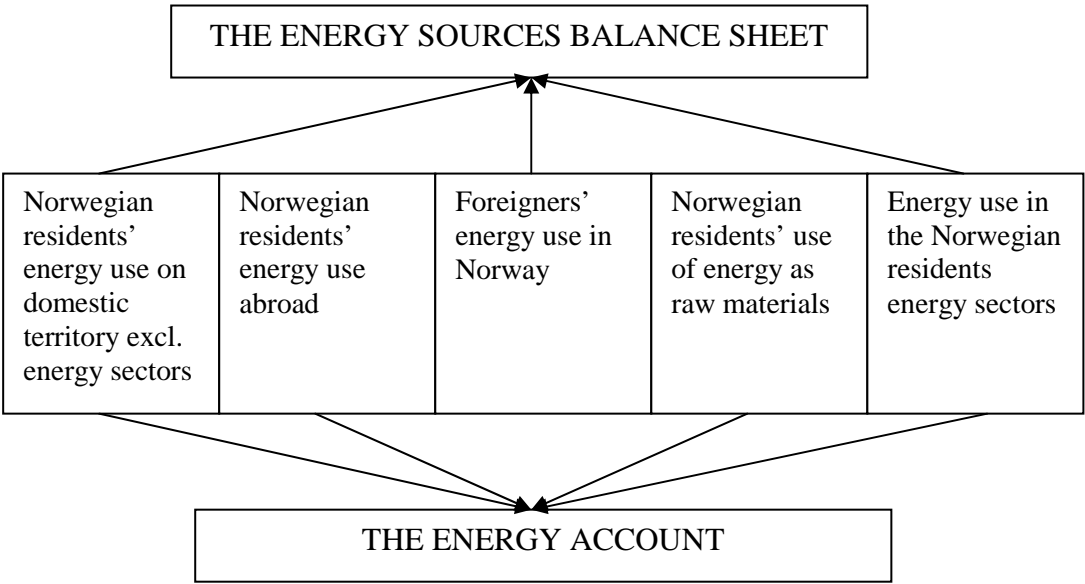 THE ENERGY SOURCES BALANCE SHEET
Norwegian
residents’
energy use on
domestic
territory excl.
energy sectors
Norwegian
residents’
energy use
abroad
Foreigners’
energy use in
Norway
Norwegian
residents’ use
of energy as
raw materials
Energy use in
the Norwegian
residents
energy sectors
THE ENERGY ACCOUNT